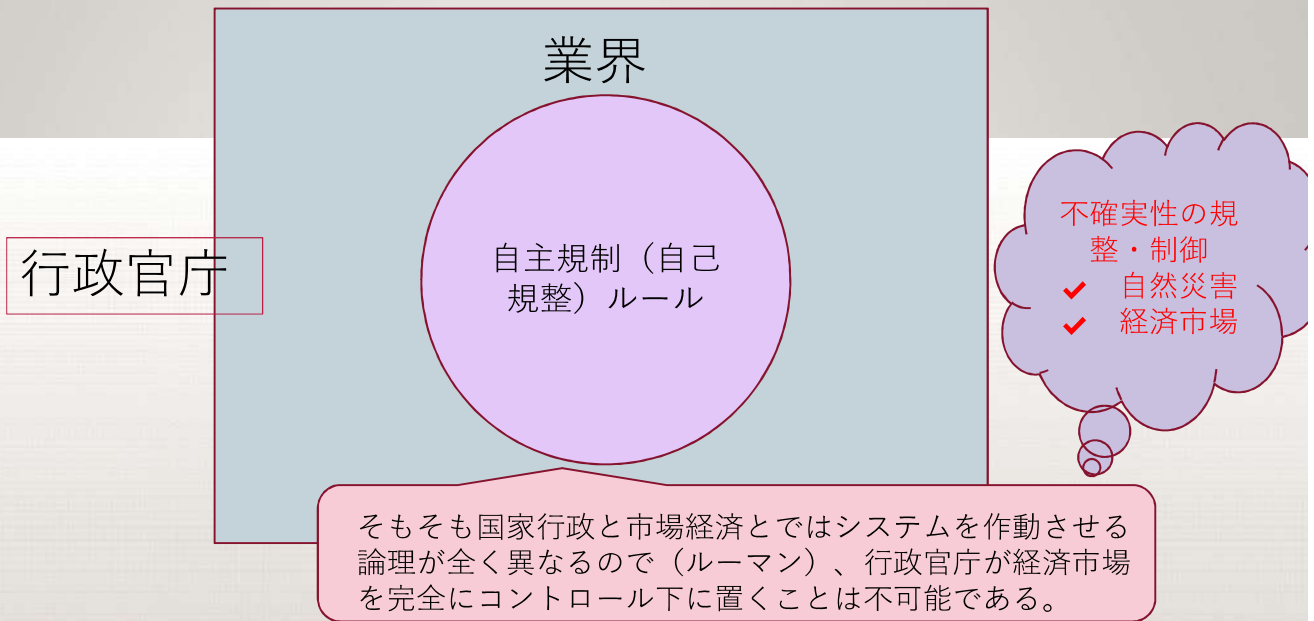 業界
行政官庁
自主規制（自己
規整）ルール
不確実性の規
整・制御
✓ 自然災害
✓ 経済市場
そもそも国家行政と市場経済とではシステムを作動させる
論理が全く異なるので（ルーマン）、行政官庁が経済市場
を完全にコントロール下に置くことは不可能である。